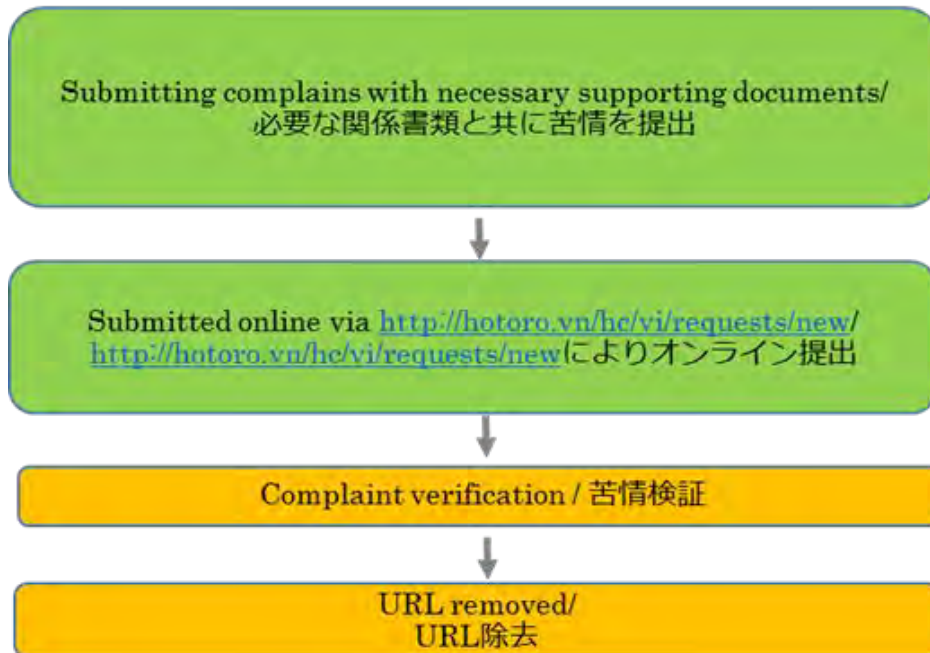 Submitting complains with necessary supporting documents/
必要な関係書類と共に苦情を提出
Submitted online via http://hotoro.vn/hc/vi/requests/new/
http://hotoro.vn/hc/vi/requests/newによりオンライン提出
Complaint verification / 苦情検証
URL removed/
URL除去